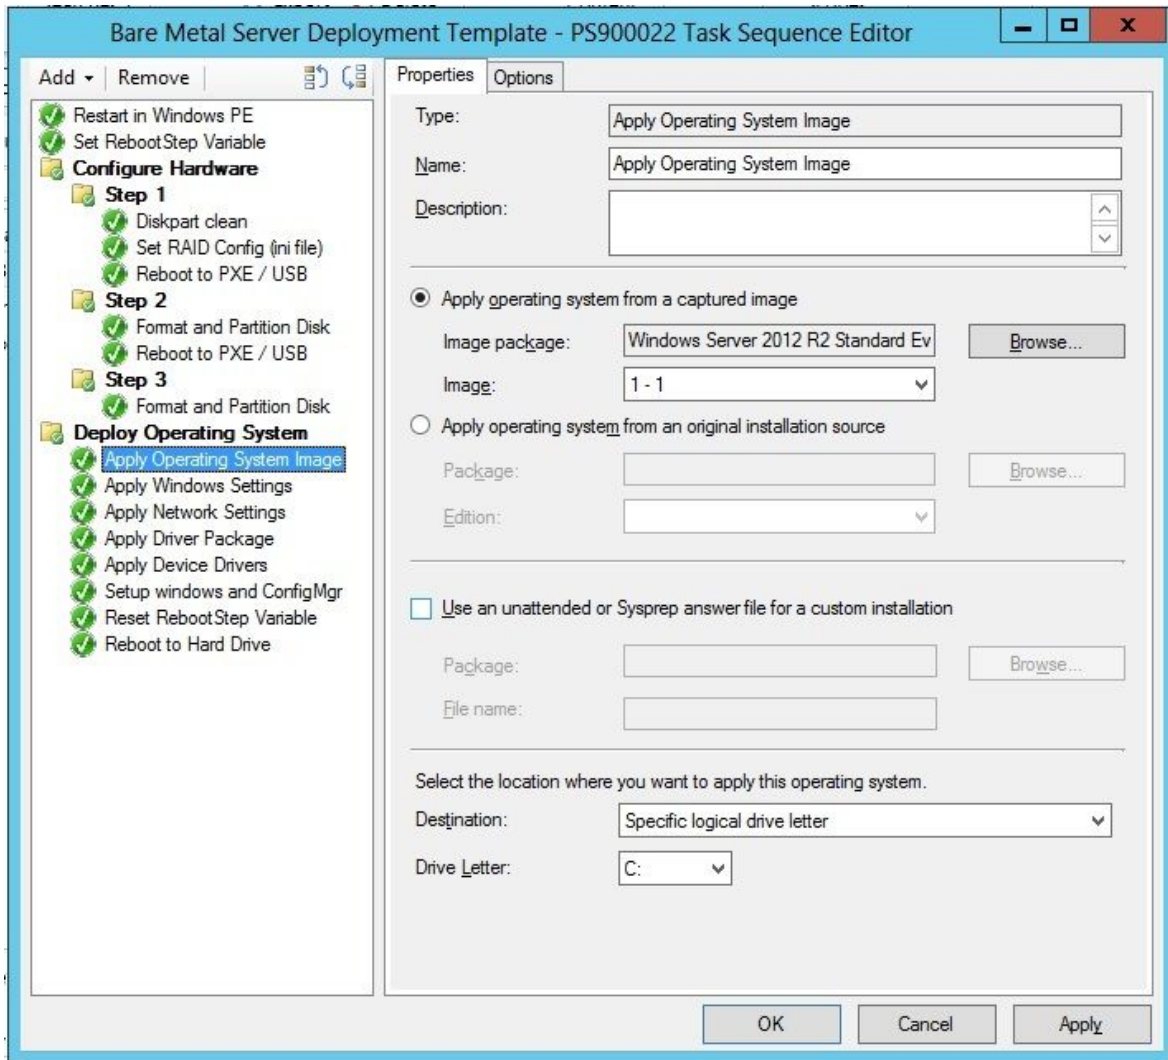 Bare Metal Server Deployment Template - PS900022 Task Sequence Editor
Add
Remove
Restart in Windows PE
Set RebootStep Variable
Configure Hardware
Step 1
Diskpart clean
Set RAID Config (ini file)
Reboot to PXE / USB
Step 2
Format and Partition Disk
Reboot to PXE / USB
Step 3
Format and Partition Disk
Deploy Operating System
Apply Operating System Image
Apply Windows Settings
Apply Network Settings
Apply Driver Package
Apply Device Drivers
Setup windows and ConfigMgr
Reset RebootStep Variable
Reboot to Hard Drive
Properties Options
Type: Apply Operating System Image
Name: Apply Operating System Image
Description:
Apply operating system from a captured image
Image package: Windows Server 2012 R2 Standard Ev Browse...
Image: 1 - 1
Apply operating system from an original installation source
Package: Browse...
Edition:
Use an unattended or Sysprep answer file for a custom installation
Package: Browse...
File name:
Select the location where you want to apply this operating system.
Destination: Specific logical drive letter
Drive Letter: C:
OK Cancel Apply